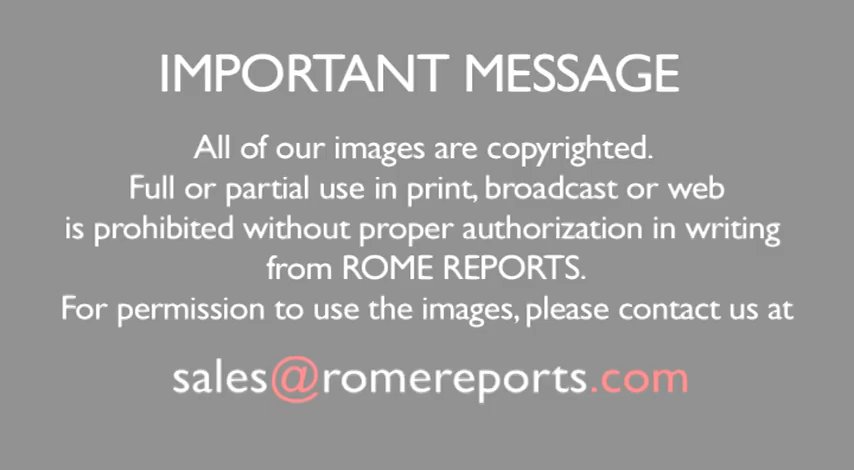 IMPORTANT MESSAGE
All of our images are copyrighted.
Full or partial use in print, broadcast or web
is prohibited without proper authorization in writing
from ROME REPORTS.
For permission to use the images, please contact us at
sales@romereports.com